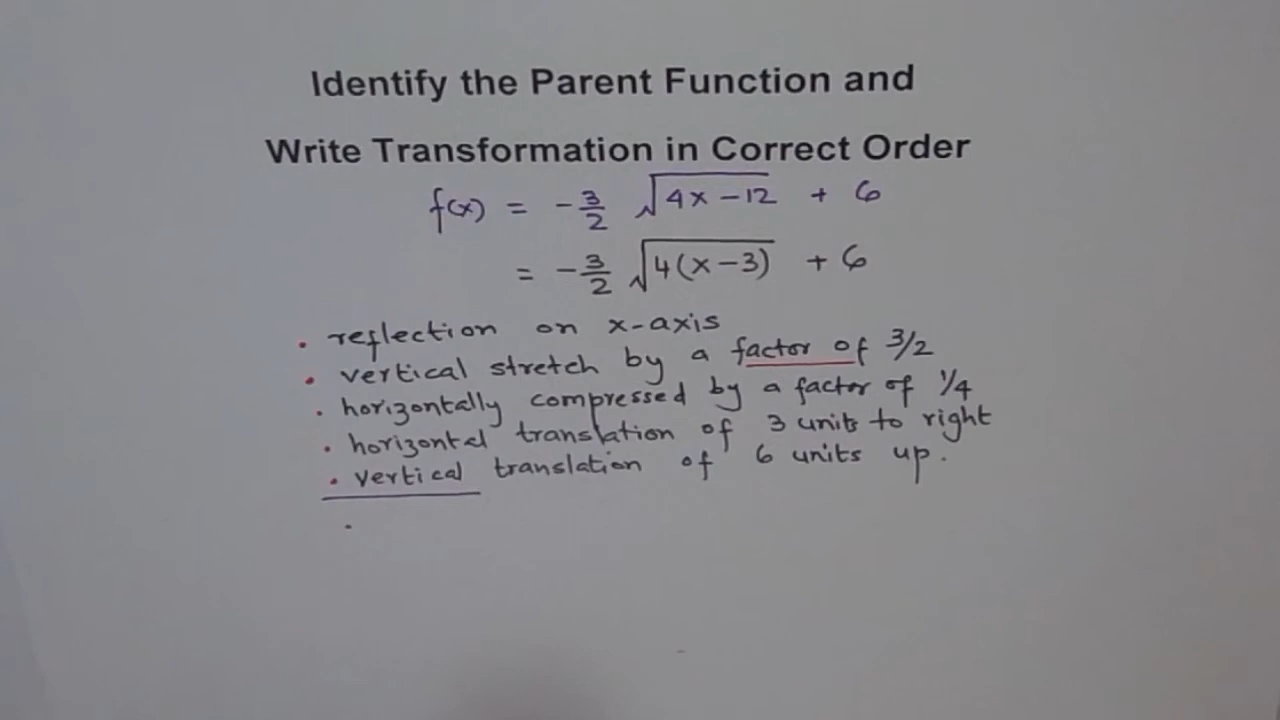 Identify the Parent Function and
Write Transformation in Correct Order
f(x) = -3/2 √(4x-12) + 6
= -3/2 √(4(x-3)) + 6
• reflection on x-axis
• vertical stretch by a factor of 3/2
• horizontally compressed by a factor of 1/4
• horizontal translation of 3 units to right
• vertical translation of 6 units up.
•